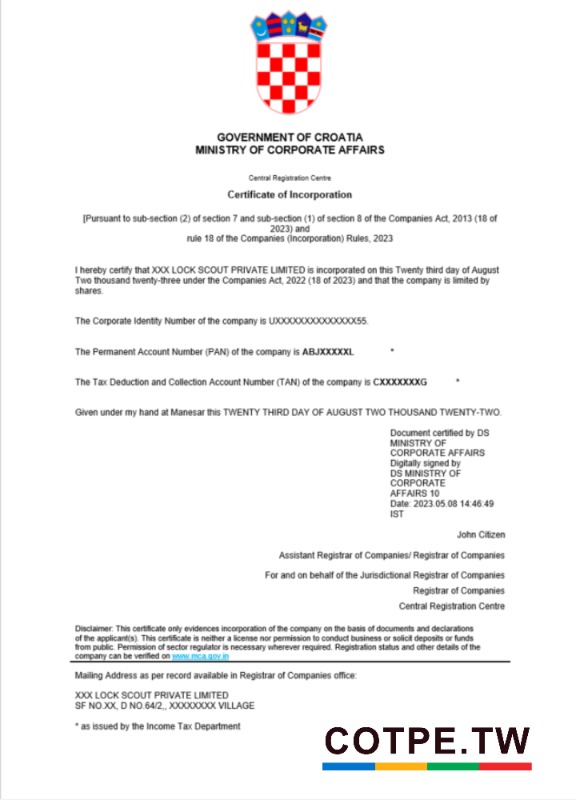 GOVERNMENT OF CROATIA
MINISTRY OF CORPORATE AFFAIRS
Central Registration Centre
Certificate of Incorporation
[Pursuant to sub-section (2) of section 7 and sub-section (1) of section 8 of the Companies Act, 2013 (18 of
2023) and
rule 18 of the Companies (Incorporation) Rules, 2023
I hereby certify that XXX LOCK SCOUT PRIVATE LIMITED is incorporated on this Twenty third day of August
Two thousand twenty-three under the Companies Act, 2022 (18 of 2023) and that the company is limited by
shares.
The Corporate Identity Number of the company is UXXXXXXXXXXXXXX55.
The Permanent Account Number (PAN) of the company is ABJXXXXXL *
The Tax Deduction and Collection Account Number (TAN) of the company is CXXXXXXXG *
Given under my hand at Manesar this TWENTY THIRD DAY OF AUGUST TWO THOUSAND TWENTY-TWO.
Document certified by DS
MINISTRY OF
CORPORATE AFFAIRS
Digitally signed by
DS MINISTRY OF
CORPORATE
AFFAIRS 10
Date: 2023.05.08 14:46:49
IST
John Citizen
Assistant Registrar of Companies/ Registrar of Companies
For and on behalf of the Jurisdictional Registrar of Companies
Registrar of Companies
Central Registration Centre
Disclaimer: This certificate only evidences incorporation of the company on the basis of documents and declarations
of the applicant(s). This certificate is neither a license nor permission to conduct business or solicit deposits or funds
from public. Permission of sector regulator is necessary wherever required. Registration status and other details of the
company can be verified on www.mca.gov.in
Mailing Address as per record available in Registrar of Companies office:
XXX LOCK SCOUT PRIVATE LIMITED
SF NO.XX, D NO.64/2,, XXXXXXXX VILLAGE
* as issued by the Income Tax Department
COTPE.TW